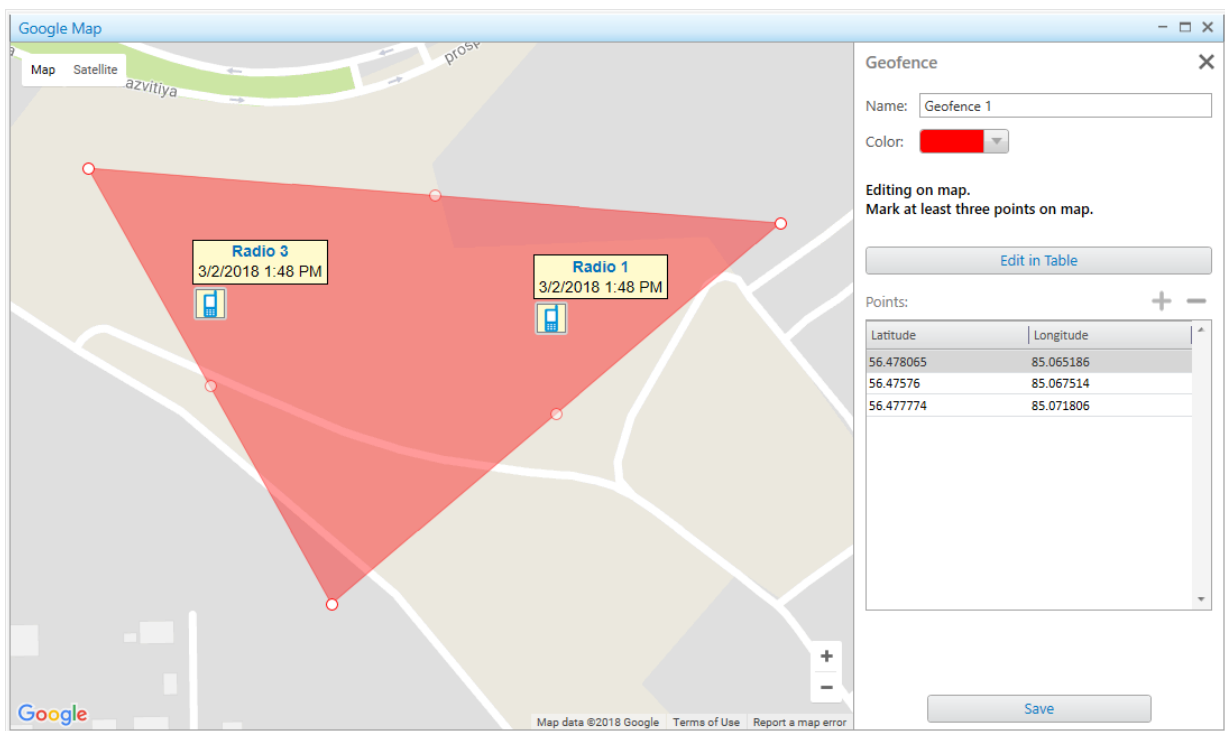 Google Map
Map Satellite
azvitiya
prosp
Radio 3
3/2/2018 1:48 PM
Radio 1
3/2/2018 1:48 PM
+
−
Google
Map data ©2018 Google Terms of Use Report a map error
Geofence
Name: Geofence 1
Color:
Editing on map.
Mark at least three points on map.
Edit in Table
Points:
Latitude Longitude
56.478065 85.065186
56.47576 85.067514
56.477774 85.071806
Save